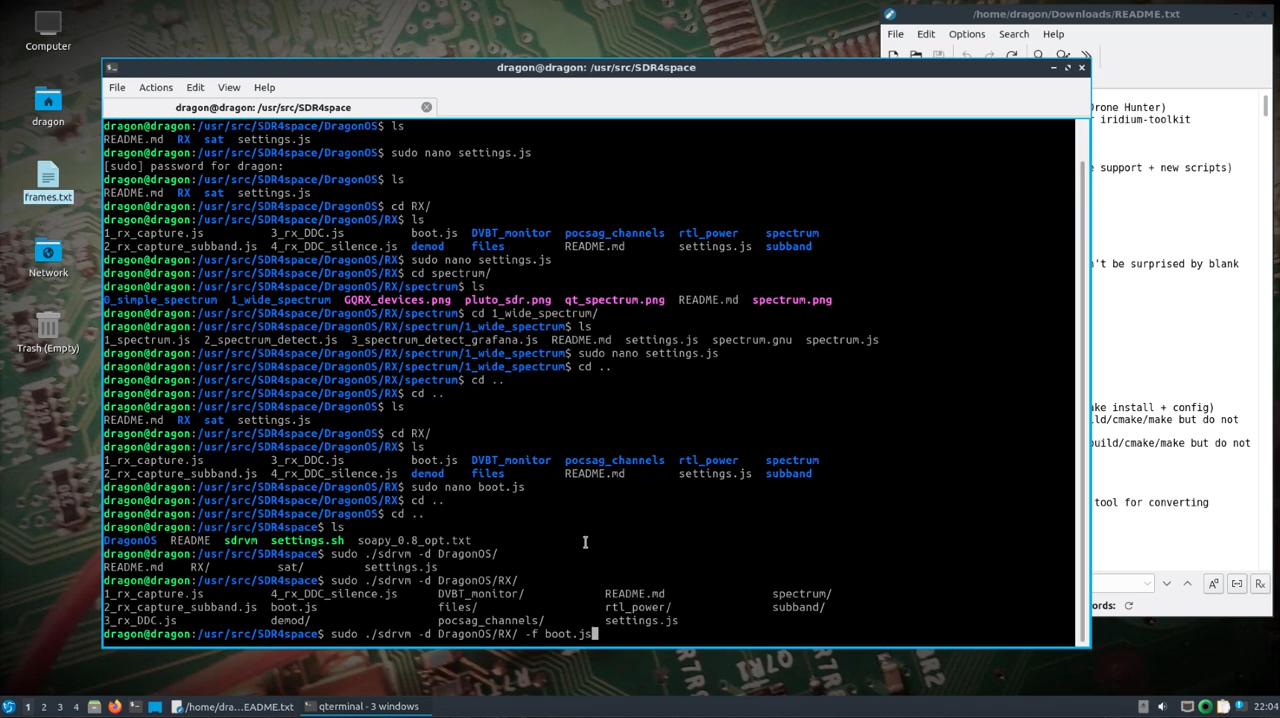 Computer
dragon
frames.txt
Network
Trash (Empty)
/home/dragon/Downloads/README.txt
File Edit Options Search Help
Drone Hunter)
r iridium-toolkit
e support + new scripts)
n't be surprised by blank
ake install + config)
ld/cmake/make but do not
build/cmake/make but do not
tool for converting
ords:
dragon@dragon: /usr/src/SDR4space
File Actions Edit View Help
dragon@dragon: /usr/src/SDR4space
dragon@dragon:/usr/src/SDR4space/DragonOS$ ls
README.md RX sat settings.js
dragon@dragon:/usr/src/SDR4space/DragonOS$ sudo nano settings.js
[sudo] password for dragon:
dragon@dragon:/usr/src/SDR4space/DragonOS$ ls
README.md RX sat settings.js
dragon@dragon:/usr/src/SDR4space/DragonOS$ cd RX/
dragon@dragon:/usr/src/SDR4space/DragonOS/RX$ ls
1_rx_capture.js 3_rx_DDC.js boot.js DVBT_monitor pocsag_channels rtl_power spectrum
2_rx_capture_subband.js 4_rx_DDC_silence.js demod files README.md settings.js subband
dragon@dragon:/usr/src/SDR4space/DragonOS/RX$ sudo nano settings.js
dragon@dragon:/usr/src/SDR4space/DragonOS/RX$ cd spectrum/
dragon@dragon:/usr/src/SDR4space/DragonOS/RX/spectrum$ ls
0_simple_spectrum 1_wide_spectrum GQRX_devices.png pluto_sdr.png qt_spectrum.png README.md spectrum.png
dragon@dragon:/usr/src/SDR4space/DragonOS/RX/spectrum$ cd 1_wide_spectrum/
dragon@dragon:/usr/src/SDR4space/DragonOS/RX/spectrum/1_wide_spectrum$ ls
1_spectrum.js 2_spectrum_detect.js 3_spectrum_detect_grafana.js README.md settings.js spectrum.gnu spectrum.js
dragon@dragon:/usr/src/SDR4space/DragonOS/RX/spectrum/1_wide_spectrum$ sudo nano settings.js
dragon@dragon:/usr/src/SDR4space/DragonOS/RX/spectrum/1_wide_spectrum$ cd ..
dragon@dragon:/usr/src/SDR4space/DragonOS/RX/spectrum$ cd ..
dragon@dragon:/usr/src/SDR4space/DragonOS/RX$ cd ..
dragon@dragon:/usr/src/SDR4space/DragonOS$ ls
README.md RX sat settings.js
dragon@dragon:/usr/src/SDR4space/DragonOS$ cd RX/
dragon@dragon:/usr/src/SDR4space/DragonOS/RX$ ls
1_rx_capture.js 3_rx_DDC.js boot.js DVBT_monitor pocsag_channels rtl_power spectrum
2_rx_capture_subband.js 4_rx_DDC_silence.js demod files README.md settings.js subband
dragon@dragon:/usr/src/SDR4space/DragonOS/RX$ sudo nano boot.js
dragon@dragon:/usr/src/SDR4space/DragonOS/RX$ cd ..
dragon@dragon:/usr/src/SDR4space/DragonOS$ cd ..
dragon@dragon:/usr/src/SDR4space$ ls
DragonOS README sdrvm settings.sh soapy_0.8_opt.txt
dragon@dragon:/usr/src/SDR4space$ sudo ./sdrvm -d DragonOS/
README.md RX/ sat/ settings.js
dragon@dragon:/usr/src/SDR4space$ sudo ./sdrvm -d DragonOS/RX/
1_rx_capture.js 4_rx_DDC_silence.js DVBT_monitor/ README.md spectrum/
2_rx_capture_subband.js boot.js files/ rtl_power/ subband/
3_rx_DDC.js demod/ pocsag_channels/ settings.js
dragon@dragon:/usr/src/SDR4space$ sudo ./sdrvm -d DragonOS/RX/ -f boot.js
1 2 3 4 /home/dra...EADME.txt qterminal - 3 windows 22:04